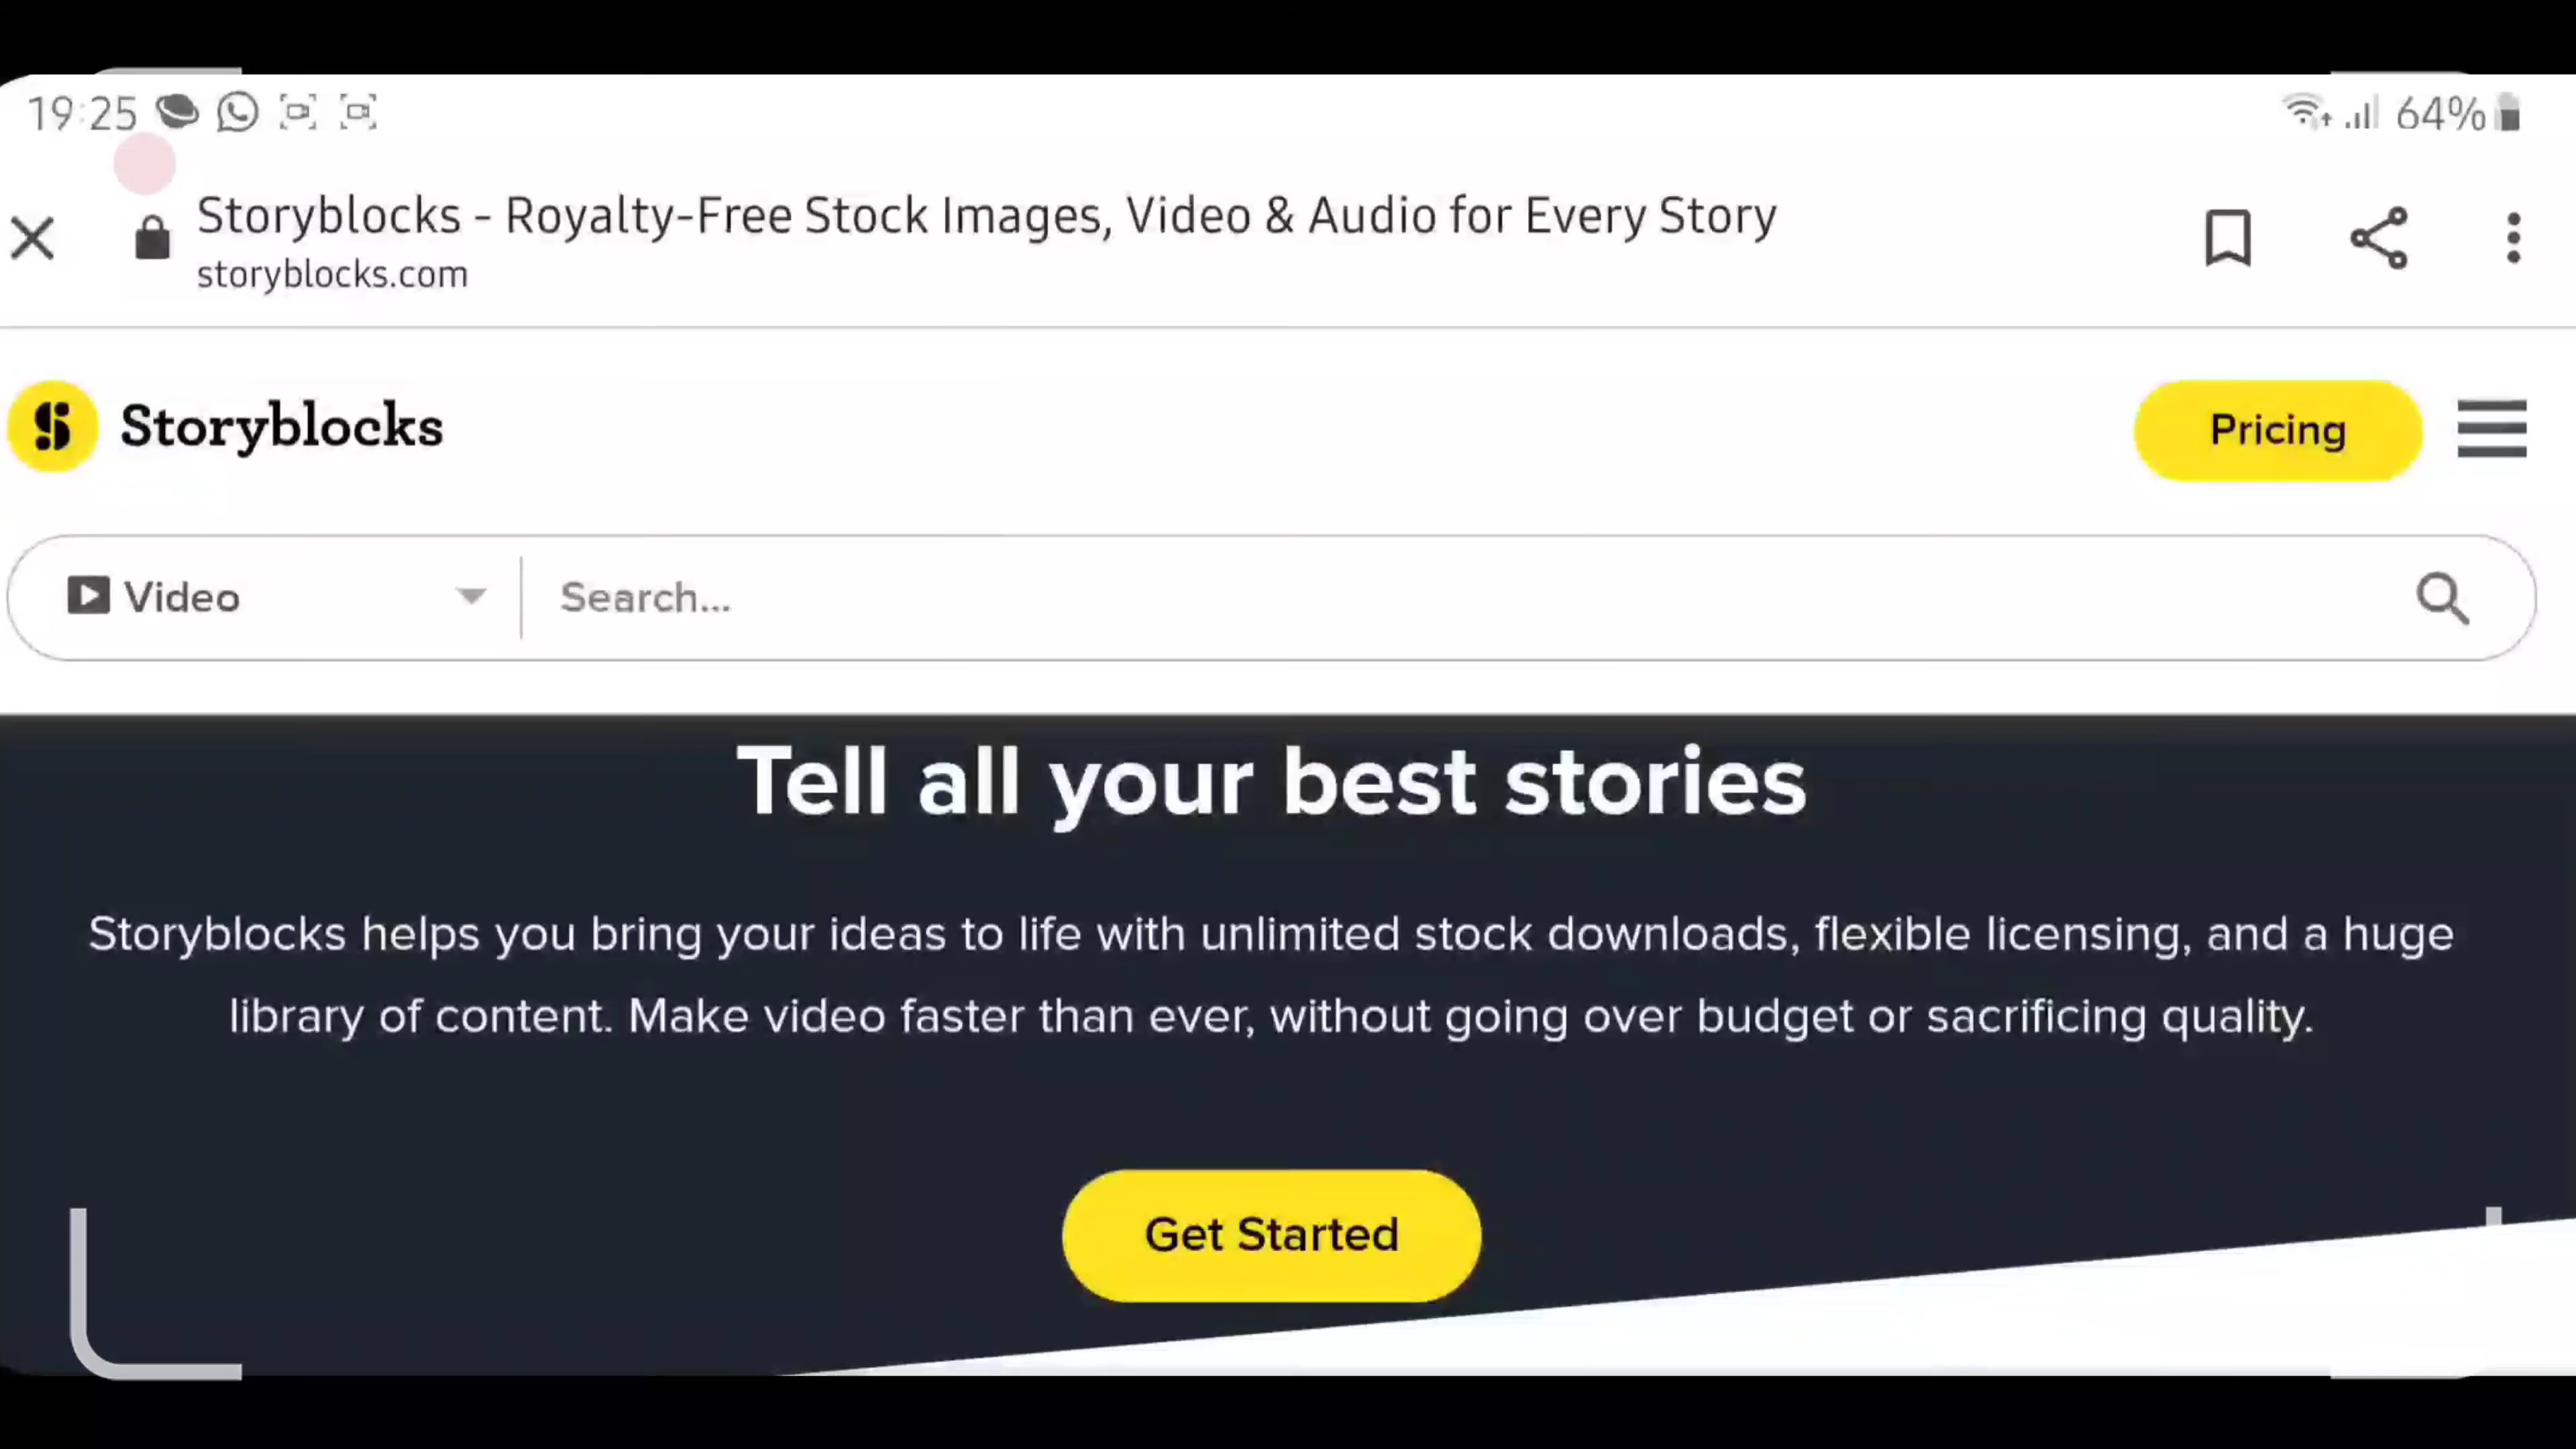 19:25
64%
Storyblocks - Royalty-Free Stock Images, Video & Audio for Every Story
storyblocks.com
Storyblocks
Pricing
Video
Search...
Tell all your best stories
Storyblocks helps you bring your ideas to life with unlimited stock downloads, flexible licensing, and a huge
library of content. Make video faster than ever, without going over budget or sacrificing quality.
Get Started